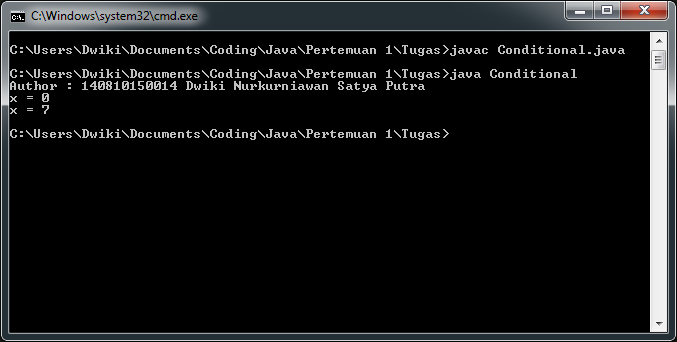 C:\Windows\system32\cmd.exe
C:\Users\Dwiki\Documents\Coding\Java\Pertemuan 1\Tugas>javac Conditional.java
C:\Users\Dwiki\Documents\Coding\Java\Pertemuan 1\Tugas>java Conditional
Author : 140810150014 Dwiki Nurkurniawan Satya Putra
x = 0
x = 7
C:\Users\Dwiki\Documents\Coding\Java\Pertemuan 1\Tugas>